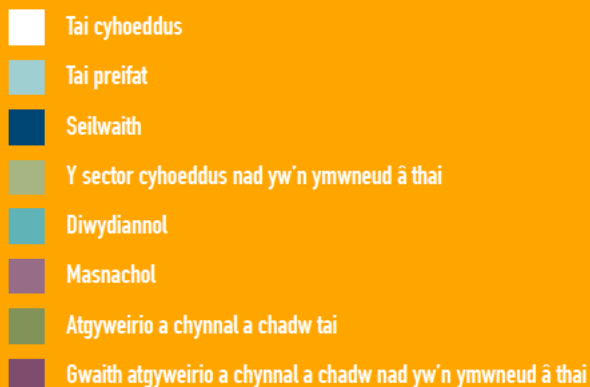 Tai cyhoeddus
Tai preifat
Seilwaith
Y sector cyhoeddus nad yw'n ymwneud â thai
Diwydiannol
Masnachol
Atgyweirio a chynnal a chadw tai
Gwaith atgyweirio a chynnal a chadw nad yw'n ymwneud â thai